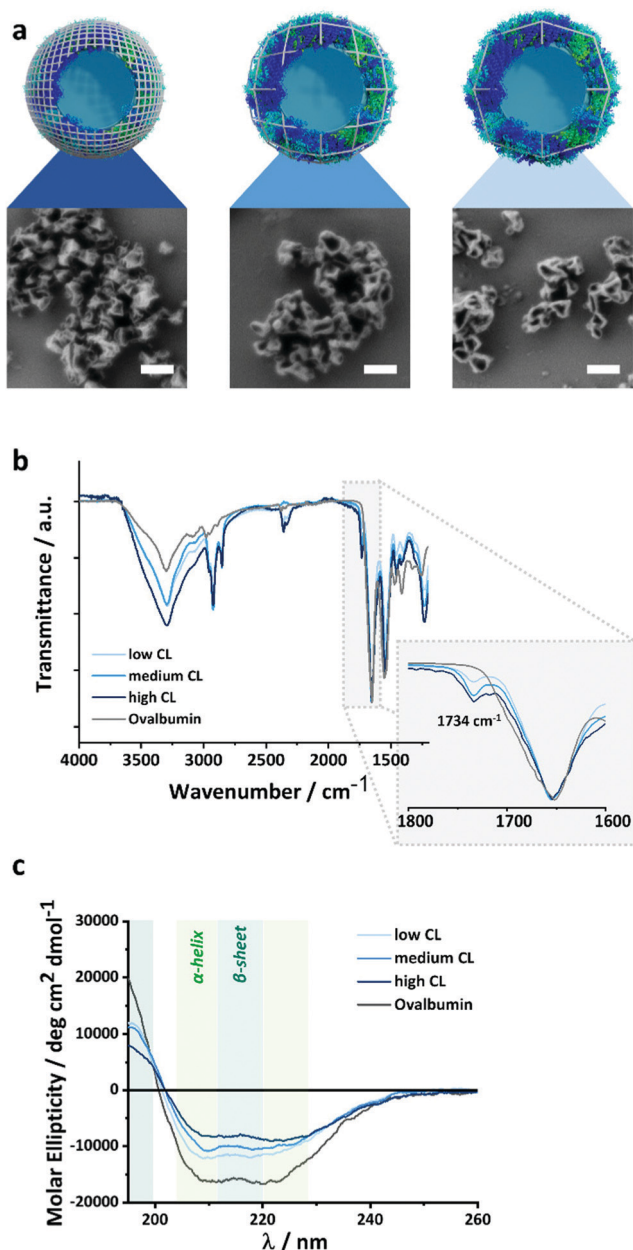 a
b
Transmittance / a.u.
low CL
medium CL
high CL
Ovalbumin
4000 3500 3000 2500 2000 1500
Wavenumber / cm⁻¹
1734 cm⁻¹
1800 1700 1600
c
Molar Ellipticity / deg cm² dmol⁻¹
30000
20000
10000
0
-10000
-20000
α-helix
β-sheet
low CL
medium CL
high CL
Ovalbumin
200 220 240 260
λ / nm